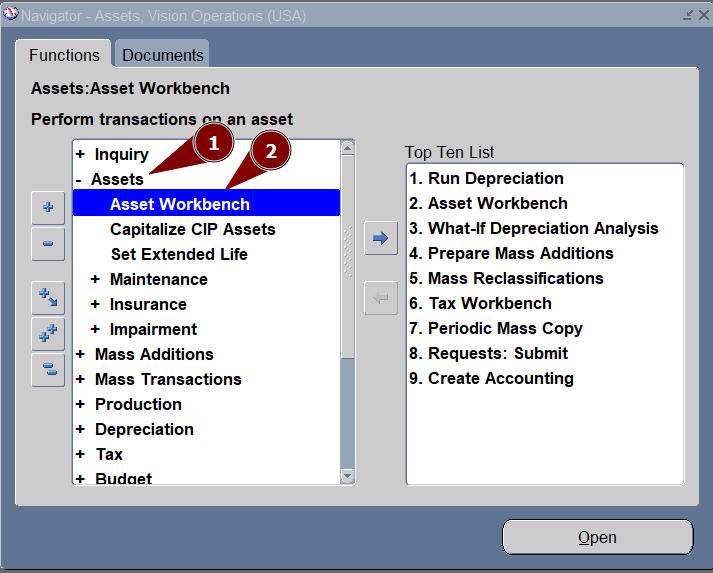 Navigator - Assets, Vision Operations (USA)
Functions
Documents
Assets:Asset Workbench
Perform transactions on an asset
1
2
+ Inquiry
- Assets
Asset Workbench
Capitalize CIP Assets
Set Extended Life
+ Maintenance
+ Insurance
+ Impairment
+ Mass Additions
+ Mass Transactions
+ Production
+ Depreciation
+ Tax
+ Budget
Top Ten List
1. Run Depreciation
2. Asset Workbench
3. What-If Depreciation Analysis
4. Prepare Mass Additions
5. Mass Reclassifications
6. Tax Workbench
7. Periodic Mass Copy
8. Requests: Submit
9. Create Accounting
Open